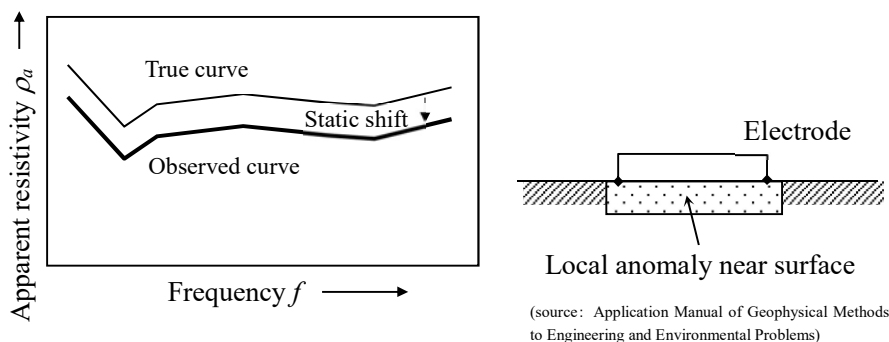 Apparent resistivity ρa
True curve
Static shift
Observed curve
Frequency f
Electrode
Local anomaly near surface
(source: Application Manual of Geophysical Methods
to Engineering and Environmental Problems)